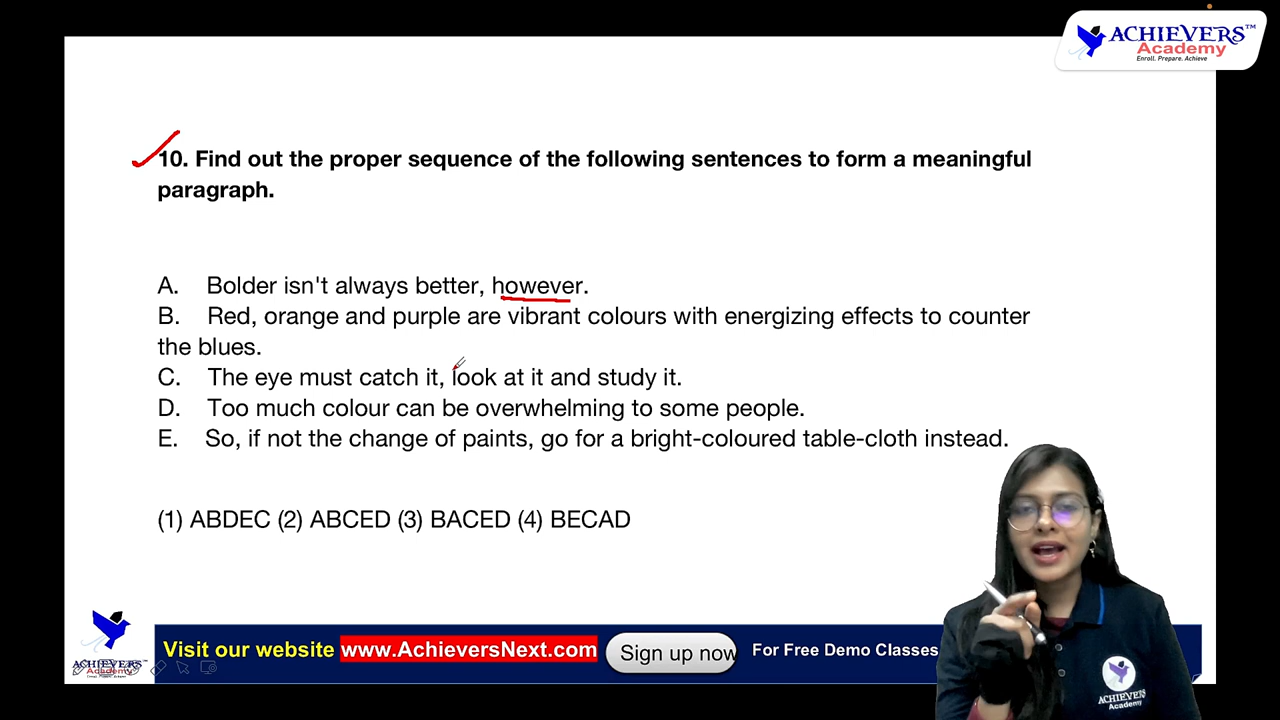 ACHIEVERS™
Academy
Enroll. Prepare. Achieve
10. Find out the proper sequence of the following sentences to form a meaningful
paragraph.
A. Bolder isn't always better, however.
B. Red, orange and purple are vibrant colours with energizing effects to counter
the blues.
C. The eye must catch it, look at it and study it.
D. Too much colour can be overwhelming to some people.
E. So, if not the change of paints, go for a bright-coloured table-cloth instead.
(1) ABDEC (2) ABCED (3) BACED (4) BECAD
ACHIEVERS
Academy
Enroll. Prepare. Achieve
Visit our website www.AchieversNext.com Sign up now For Free Demo Classes
ACHIEVERS
Academy